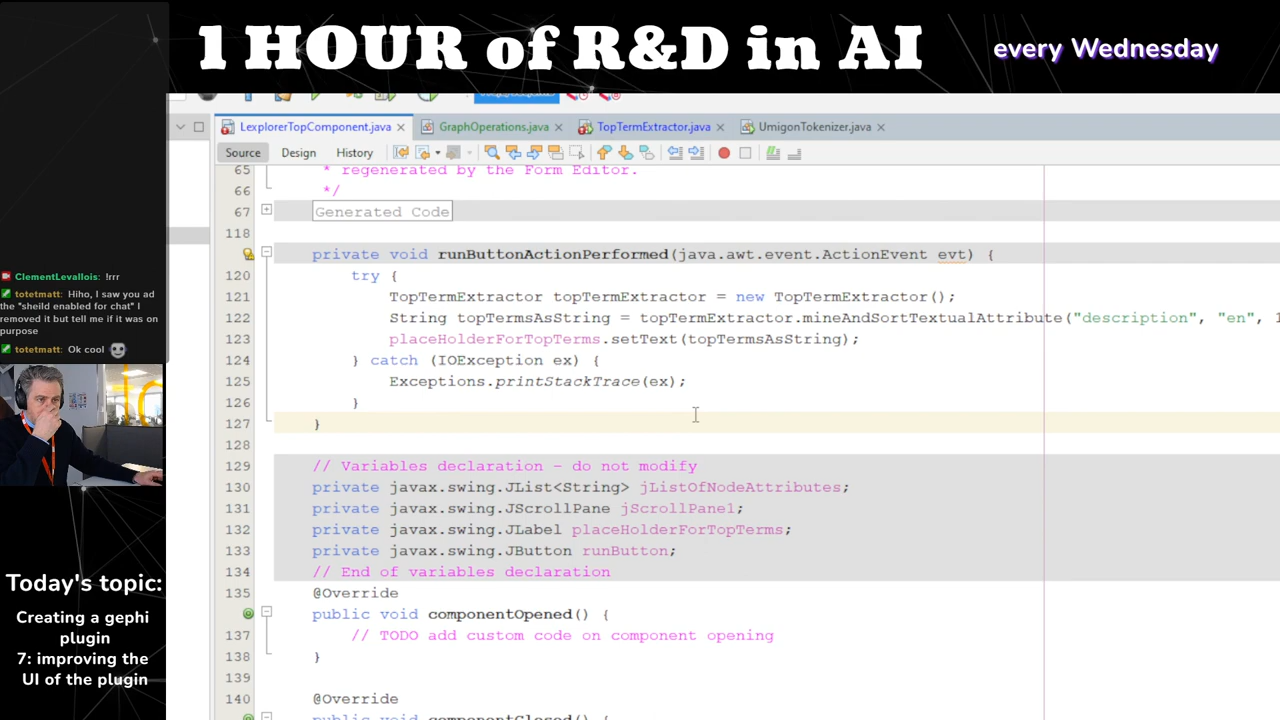 1 HOUR of R&D in AI
every Wednesday
LexplorerTopComponent.java
GraphOperations.java
TopTermExtractor.java
UmigonTokenizer.java
Source
Design
History
65 * regenerated by the Form Editor.
66 */
67 Generated Code
118
private void runButtonActionPerformed(java.awt.event.ActionEvent evt) {
120 try {
121 TopTermExtractor topTermExtractor = new TopTermExtractor();
122 String topTermsAsString = topTermExtractor.mineAndSortTextualAttribute("description", "en", 1
123 placeHolderForTopTerms.setText(topTermsAsString);
124 } catch (IOException ex) {
125 Exceptions.printStackTrace(ex);
126 }
127 }
128
129 // Variables declaration - do not modify
130 private javax.swing.JList<String> jListOfNodeAttributes;
131 private javax.swing.JScrollPane jScrollPane1;
132 private javax.swing.JLabel placeHolderForTopTerms;
133 private javax.swing.JButton runButton;
134 // End of variables declaration
135 @Override
public void componentOpened() {
137 // TODO add custom code on component opening
138 }
139
140 @Override
ClementLevallois: !rrr
totetmatt: Hiho, I saw you ad
the "sheild enabled for chat" I
removed it but tell me if it was on
purpose
totetmatt: Ok cool
Today's topic:
Creating a gephi
plugin
7: improving the
UI of the plugin